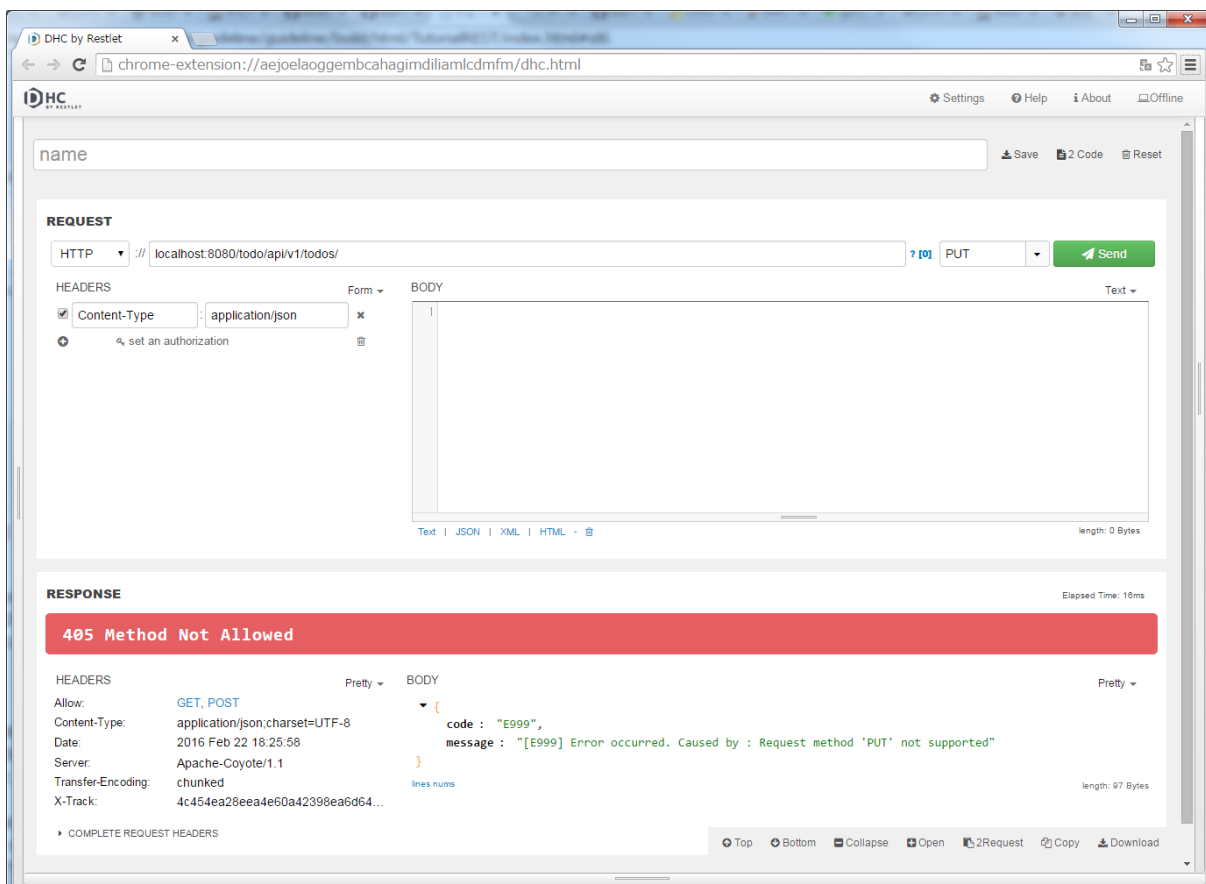 DHC by Restlet
chrome-extension://aejoelaoggembcahagimdiliamlcdmfm/dhc.html
DHC BY RESTLET Settings Help About Offline
name Save 2 Code Reset
REQUEST
HTTP :// localhost:8080/todo/api/v1/todos/ ? [0] PUT Send
HEADERS Form BODY Text
Content-Type : application/json 1
set an authorization
Text | JSON | XML | HTML - length: 0 Bytes
RESPONSE Elapsed Time: 16ms
405 Method Not Allowed
HEADERS Pretty BODY Pretty
Allow: GET, POST {
Content-Type: application/json;charset=UTF-8 code : "E999",
Date: 2016 Feb 22 18:25:58 message : "[E999] Error occurred. Caused by : Request method 'PUT' not supported"
Server: Apache-Coyote/1.1 }
Transfer-Encoding: chunked lines nums length: 97 Bytes
X-Track: 4c454ea28eea4e60a42398ea6d64...
COMPLETE REQUEST HEADERS
Top Bottom Collapse Open 2Request Copy Download